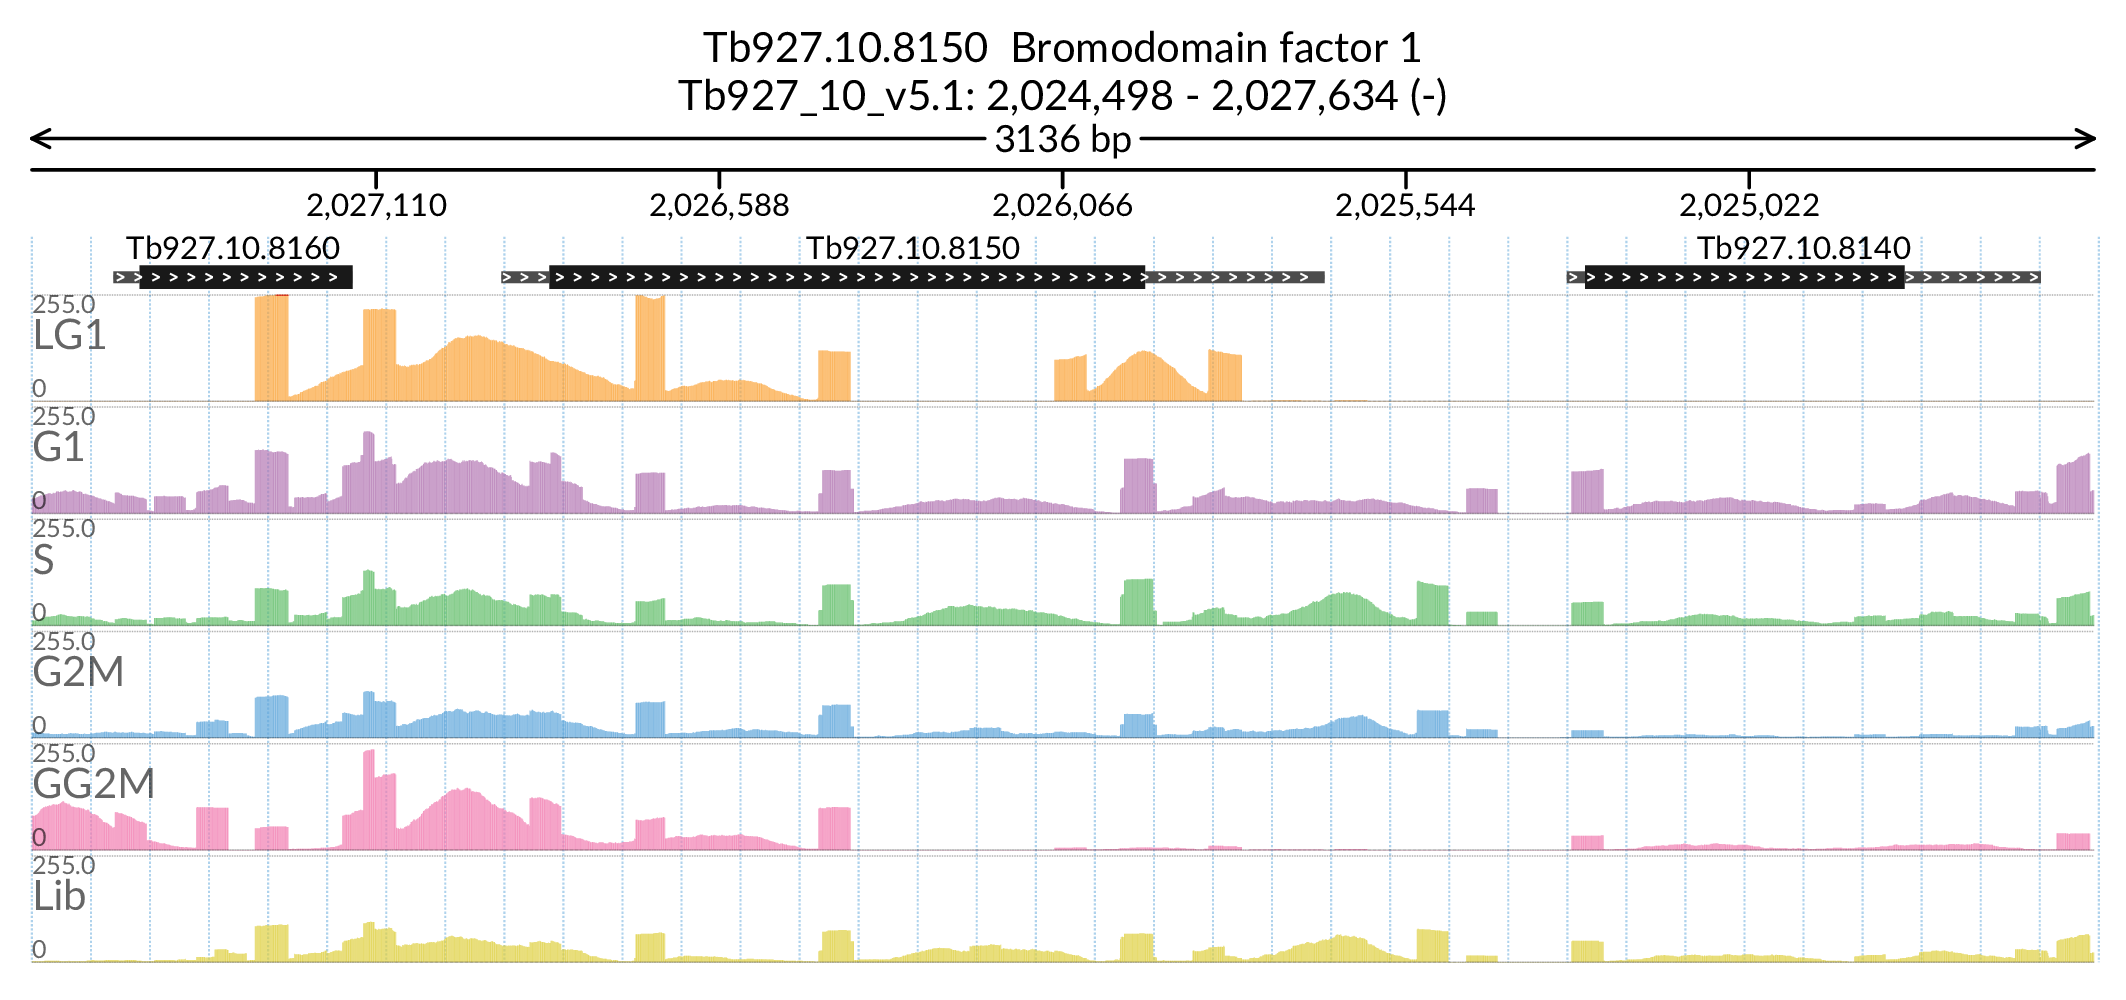 Tb927.10.8150 Bromodomain factor 1
Tb927_10_v5.1: 2,024,498 - 2,027,634 (-)
3136 bp
2,027,110 2,026,588 2,026,066 2,025,544 2,025,022
Tb927.10.8160 Tb927.10.8150 Tb927.10.8140
255.0
LG1
0
255.0
G1
0
255.0
S
0
255.0
G2M
0
255.0
GG2M
0
255.0
Lib
0